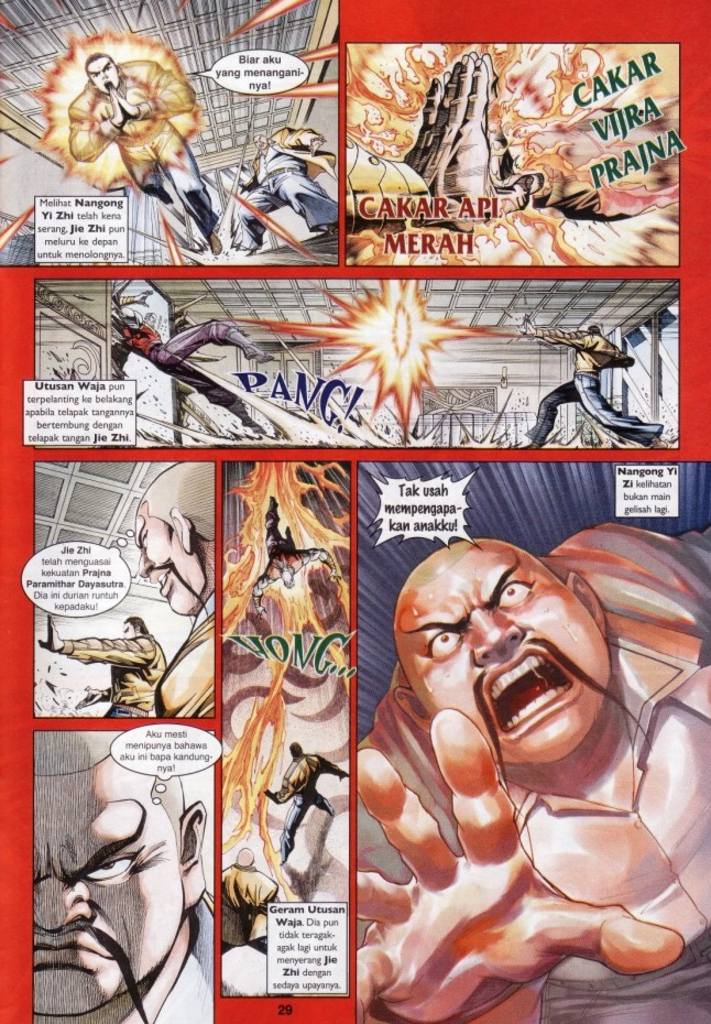 Biar aku
yang menangani-
nya!
Melihat Nangong
Yi Zhi telah kena
serang, Jie Zhi pun
meluru ke depan
untuk menolongnya.
CAKAR
VIJRA
PRAJNA
CAKAR API
MERAH
Utusan Waja pun
terpelanting ke belakang
apabila telapak tangannya
bertembung dengan
telapak tangan Jie Zhi.
PANG!
Jie Zhi
telah menguasai
kekuatan Prajna
Paramithar Dayasutra.
Dia ini durian runtuh
kepadaku!
Aku mesti
menipunya bahawa
aku ini bapa kandung-
nya!
HONG...
Geram Utusan
Waja. Dia pun
tidak teragak-
agak lagi untuk
menyerang Jie
Zhi dengan
sedaya upayanya.
Tak usah
mempengapa-
kan anakku!
Nangong Yi
Zi kelihatan
bukan main
gelisah lagi.
29